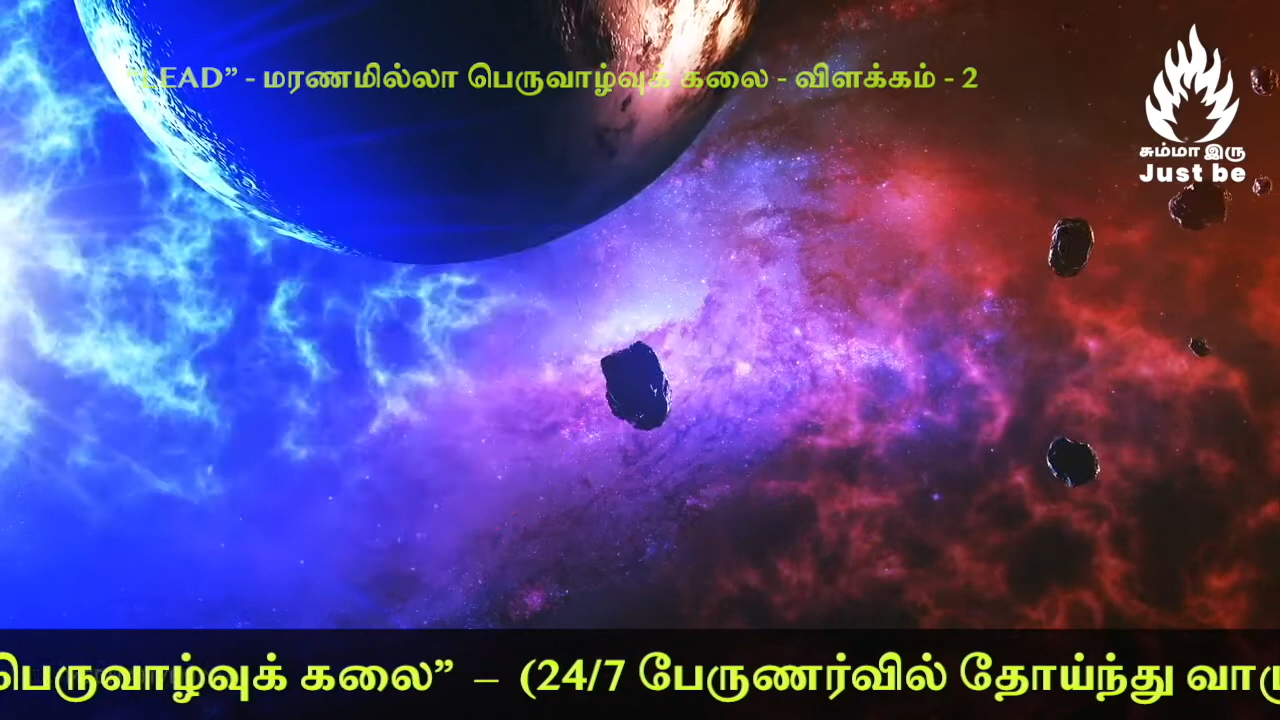 “LEAD” - மரணமில்லா பெருவாழ்வுக் கலை - விளக்கம் - 2
சும்மா இரு
Just be
பெருவாழ்வுக் கலை” – (24/7 பேருணர்வில் தோய்ந்து